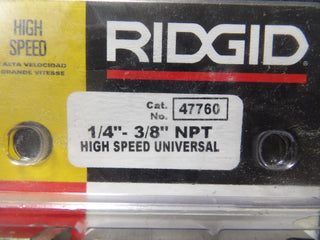 HIGH
SPEED
ALTA VELOCIDAD
GRANDE VITESSE
RIDGID
Cat. No. 47760
1/4"- 3/8" NPT
HIGH SPEED UNIVERSAL